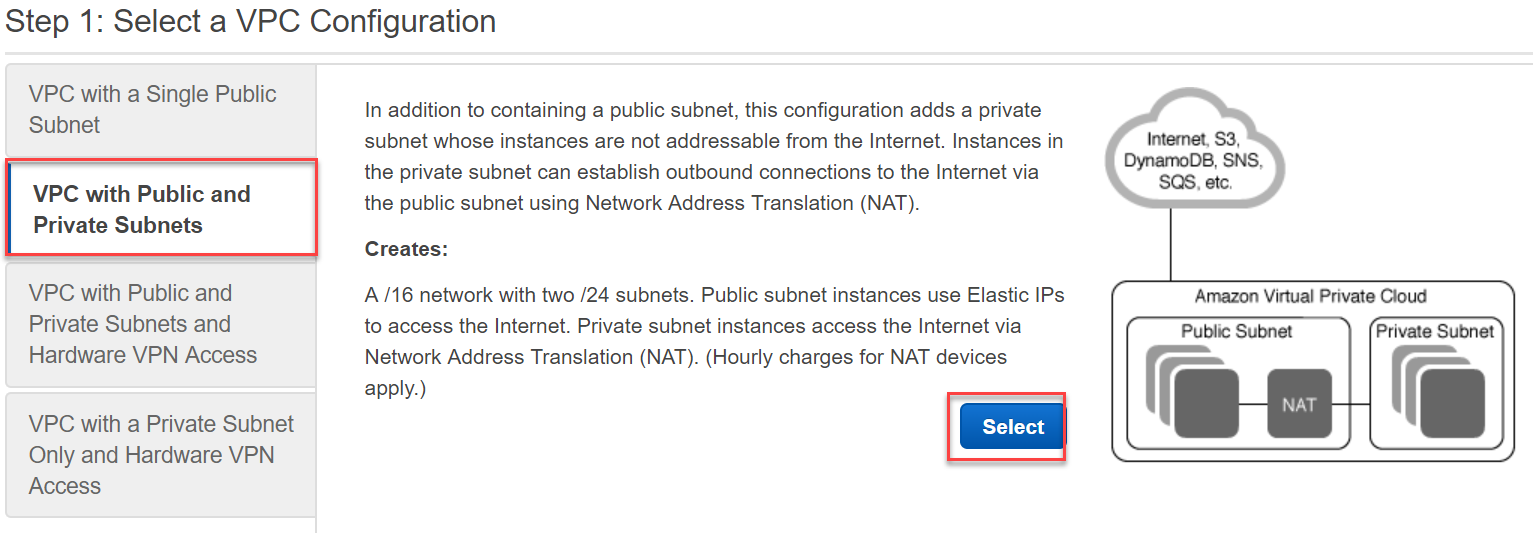 Step 1: Select a VPC Configuration
VPC with a Single Public
Subnet
VPC with Public and
Private Subnets
VPC with Public and
Private Subnets and
Hardware VPN Access
VPC with a Private Subnet
Only and Hardware VPN
Access
In addition to containing a public subnet, this configuration adds a private
subnet whose instances are not addressable from the Internet. Instances in
the private subnet can establish outbound connections to the Internet via
the public subnet using Network Address Translation (NAT).
Creates:
A /16 network with two /24 subnets. Public subnet instances use Elastic IPs
to access the Internet. Private subnet instances access the Internet via
Network Address Translation (NAT). (Hourly charges for NAT devices
apply.)
Select
Internet, S3,
DynamoDB, SNS,
SQS, etc.
Amazon Virtual Private Cloud
Public Subnet
Private Subnet
NAT